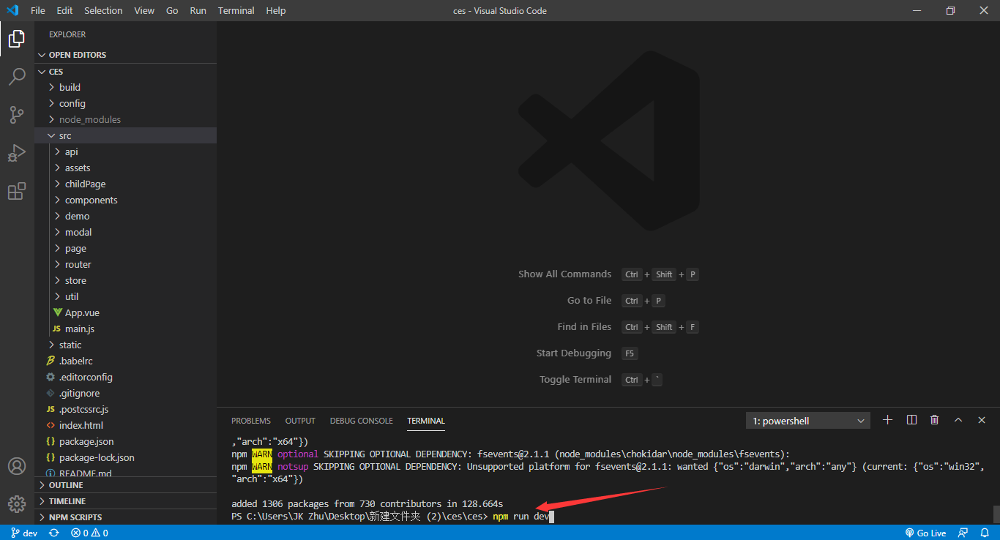 File Edit Selection View Go Run Terminal Help
ces - Visual Studio Code
EXPLORER
OPEN EDITORS
CES
build
config
node_modules
src
api
assets
childPage
components
demo
modal
page
router
store
util
App.vue
JS main.js
static
.babelrc
.editorconfig
.gitignore
JS .postcssrc.js
<> index.html
{} package.json
{} package-lock.json
README.md
OUTLINE
TIMELINE
NPM SCRIPTS
Show All Commands Ctrl + Shift + P
Go to File Ctrl + P
Find in Files Ctrl + Shift + F
Start Debugging F5
Toggle Terminal Ctrl + `
PROBLEMS OUTPUT DEBUG CONSOLE TERMINAL
1: powershell
,"arch":"x64"})
npm WARN optional SKIPPING OPTIONAL DEPENDENCY: fsevents@2.1.1 (node_modules\chokidar\node_modules\fsevents):
npm WARN notsup SKIPPING OPTIONAL DEPENDENCY: Unsupported platform for fsevents@2.1.1: wanted {"os":"darwin","arch":"any"} (current: {"os":"win32",
"arch":"x64"})
added 1306 packages from 730 contributors in 128.664s
PS C:\Users\JK Zhu\Desktop\新建文件夹 (2)\ces\ces> npm run dev
dev 0 0
Go Live